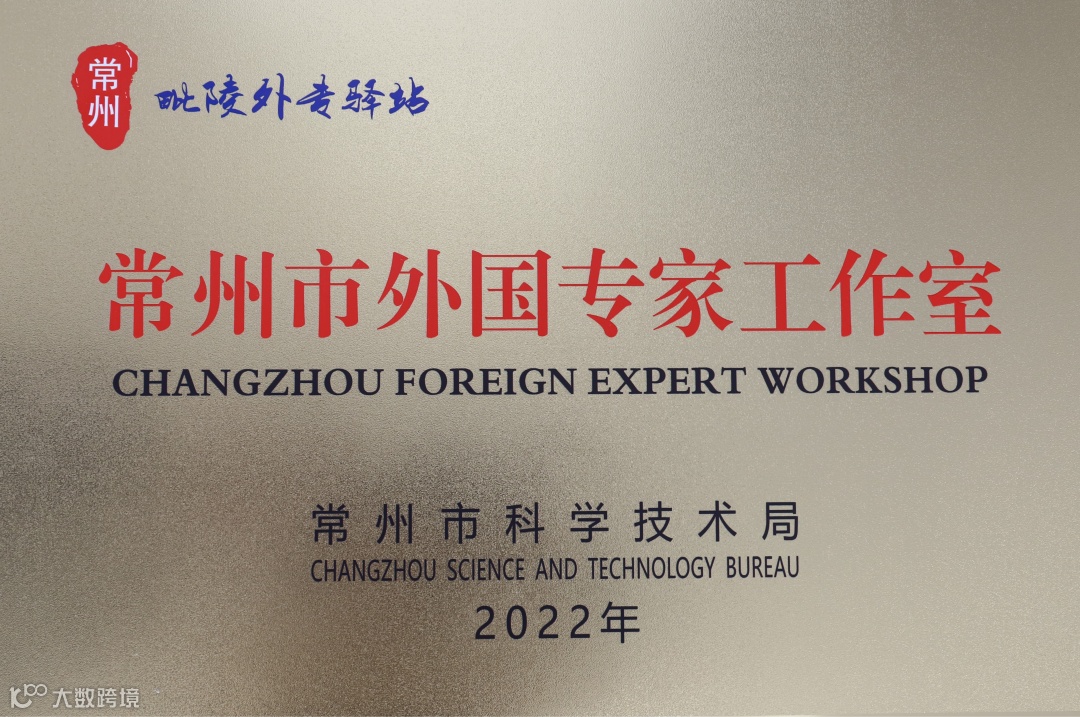 常州
毗陵外专驿站
常州市外国专家工作室
CHANGZHOU FOREIGN EXPERT WORKSHOP
常州市科学技术局
CHANGZHOU SCIENCE AND TECHNOLOGY BUREAU
2022年
大数跨境